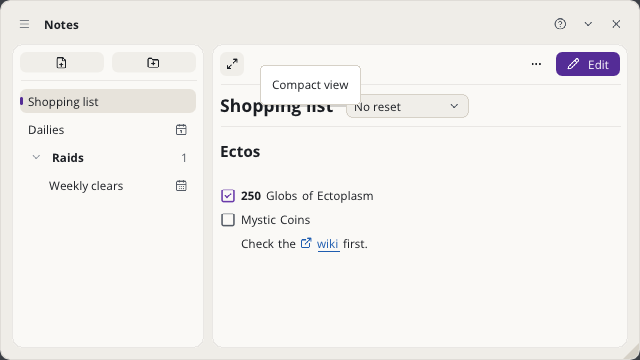 Notes
Shopping list
Dailies
Raids 1
Weekly clears
Edit
Compact view
Shopping list No reset
Ectos
250 Globs of Ectoplasm
Mystic Coins
Check the wiki first.